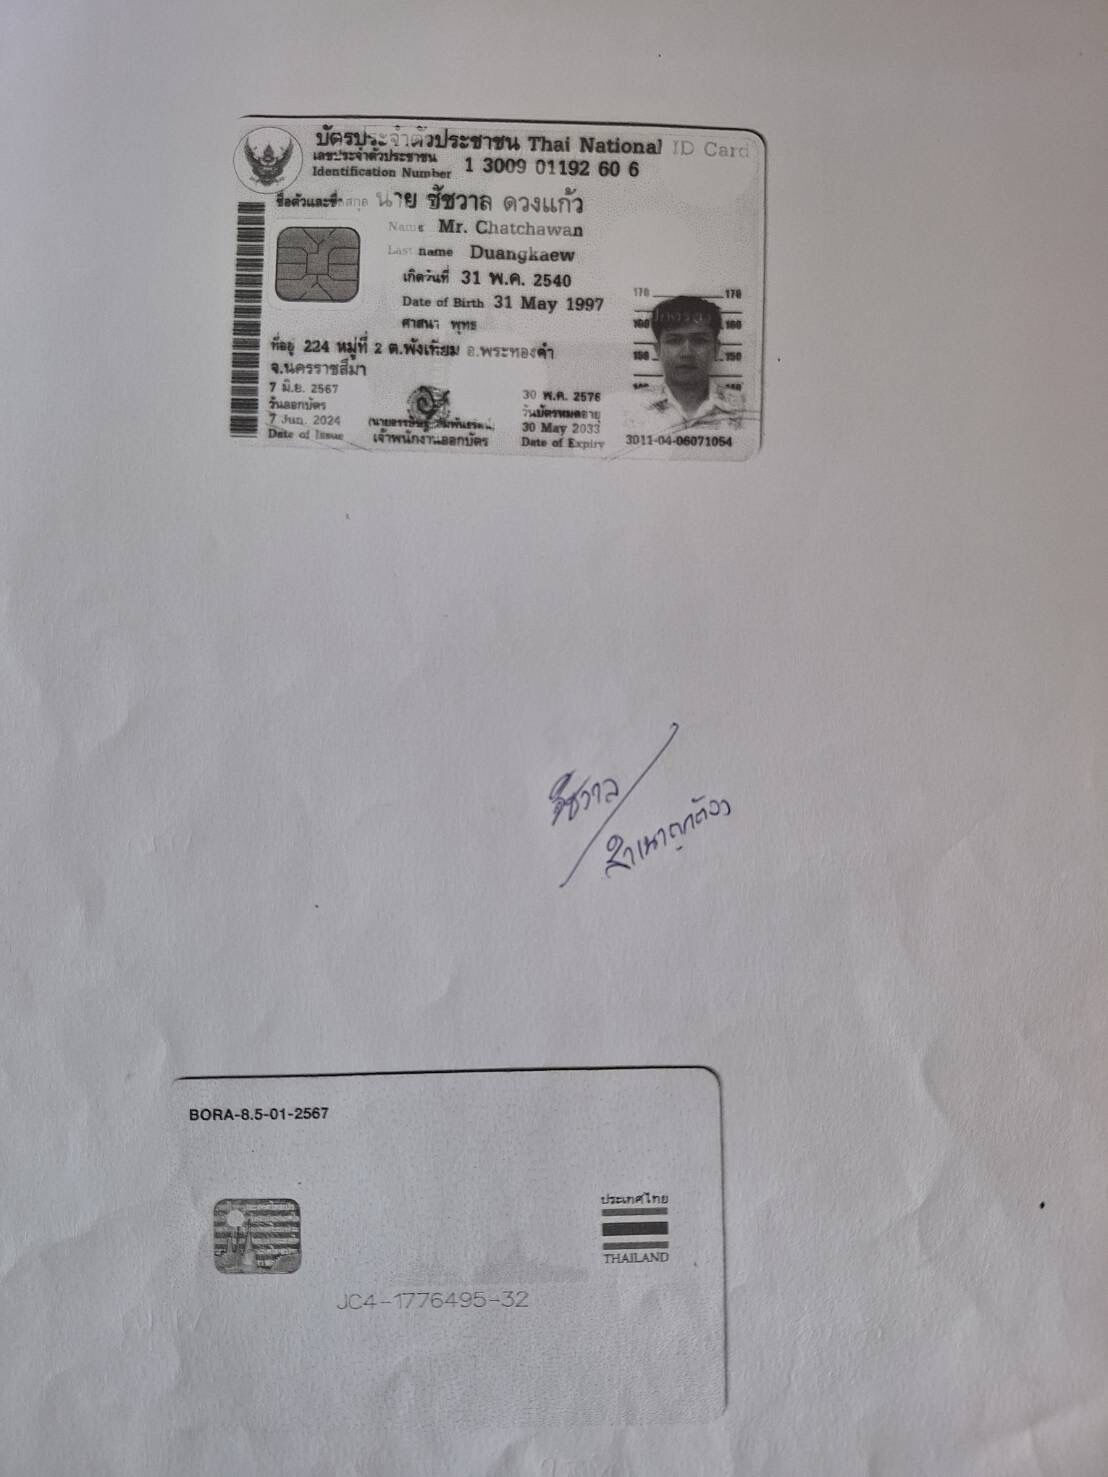 บัตรประจำตัวประชาชน Thai National ID Card
เลขประจำตัวประชาชน
Identification Number 1 3009 01192 60 6
ชื่อตัวและชื่อสกุล นาย ชัชวาล ดวงแก้ว
Name Mr. Chatchawan
Last name Duangkaew
เกิดวันที่ 31 พ.ค. 2540
Date of Birth 31 May 1997
ศาสนา พุทธ
ที่อยู่ 224 หมู่ที่ 2 ต.พังเทียม อ.พระทองคำ
จ.นครราชสีมา
7 มิ.ย. 2567
วันออกบัตร
7 Jun. 2024
Date of Issue
เจ้าพนักงานออกบัตร
30 พ.ค. 2576
วันบัตรหมดอายุ
30 May 2033
Date of Expiry
170 170
160 160
150 150
3011-04-06071054
ชัชวาล
สำเนาถูกต้อง
BORA-8.5-01-2567
ประเทศไทย
THAILAND
JC4-1776495-32